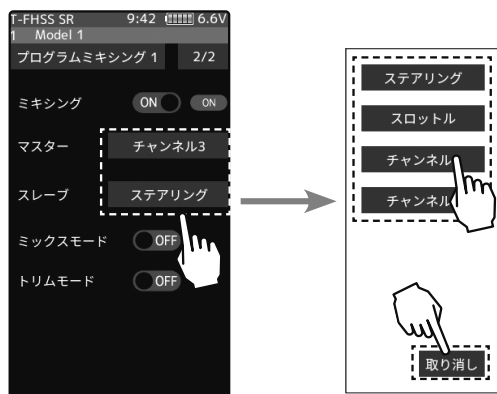 T-FHSS SR 9:42 6.6V
1 Model 1
プログラムミキシング 1 2/2
ミキシング ON ON
マスター チャンネル3
スレーブ ステアリング
ミックスモード OFF
トリムモード OFF
ステアリング
スロットル
チャンネル
チャンネル
取り消し